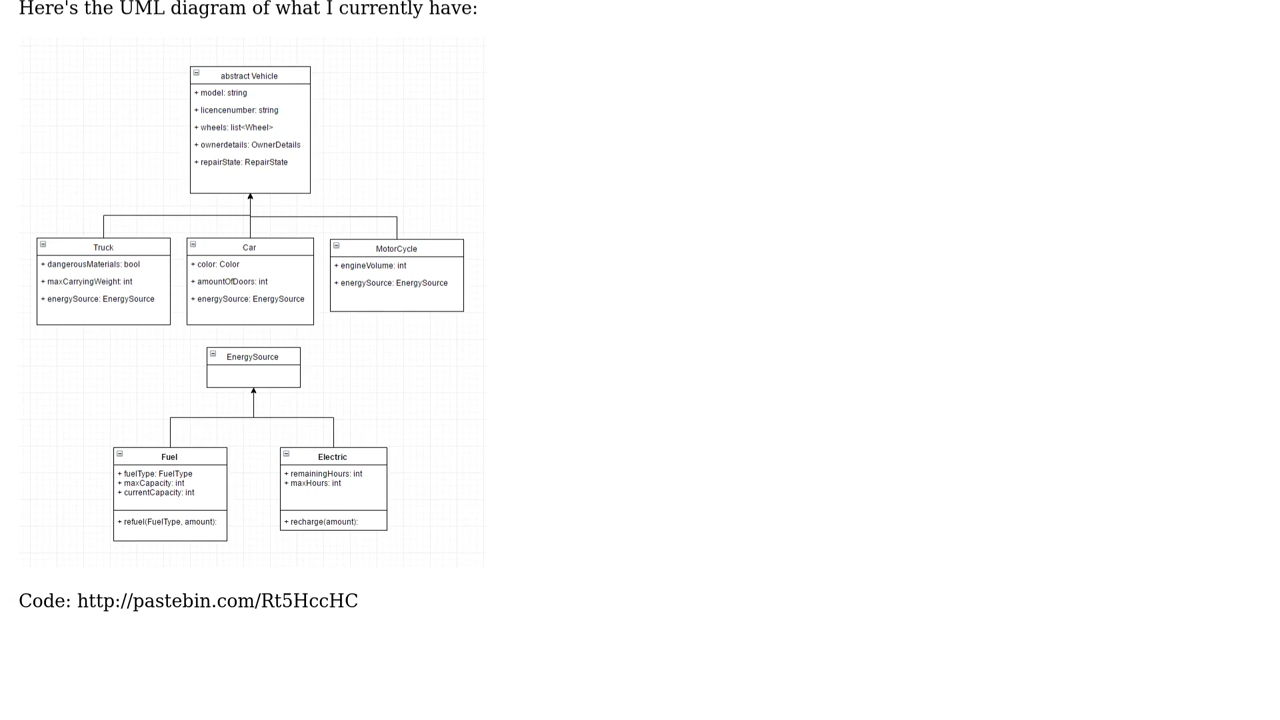 Here's the UML diagram of what I currently have:
abstract Vehicle
+ model: string
+ licencenumber: string
+ wheels: list<Wheel>
+ ownerdetails: OwnerDetails
+ repairState: RepairState
Truck
+ dangerousMaterials: bool
+ maxCarryingWeight: int
+ energySource: EnergySource
Car
+ color: Color
+ amountOfDoors: int
+ energySource: EnergySource
MotorCycle
+ engineVolume: int
+ energySource: EnergySource
EnergySource
Fuel
+ fuelType: FuelType
+ maxCapacity: int
+ currentCapacity: int
+ refuel(FuelType, amount):
Electric
+ remainingHours: int
+ maxHours: int
+ recharge(amount):
Code: http://pastebin.com/Rt5HccHC